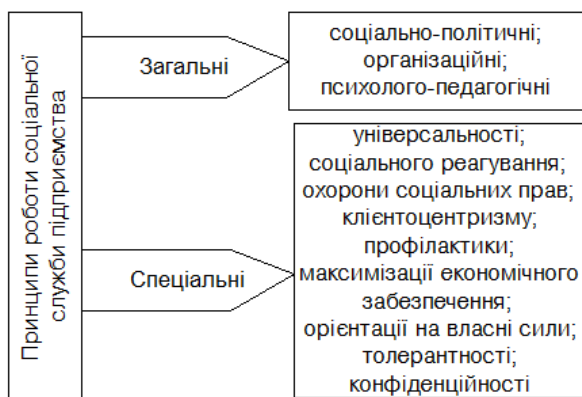 Принципи роботи соціальної
служби підприємства
Загальні
соціально-політичні;
організаційні;
психолого-педагогічні
Спеціальні
універсальності;
соціального реагування;
охорони соціальних прав;
клієнтоцентризму;
профілактики;
максимізації економічного
забезпечення;
орієнтації на власні сили;
толерантності;
конфіденційності